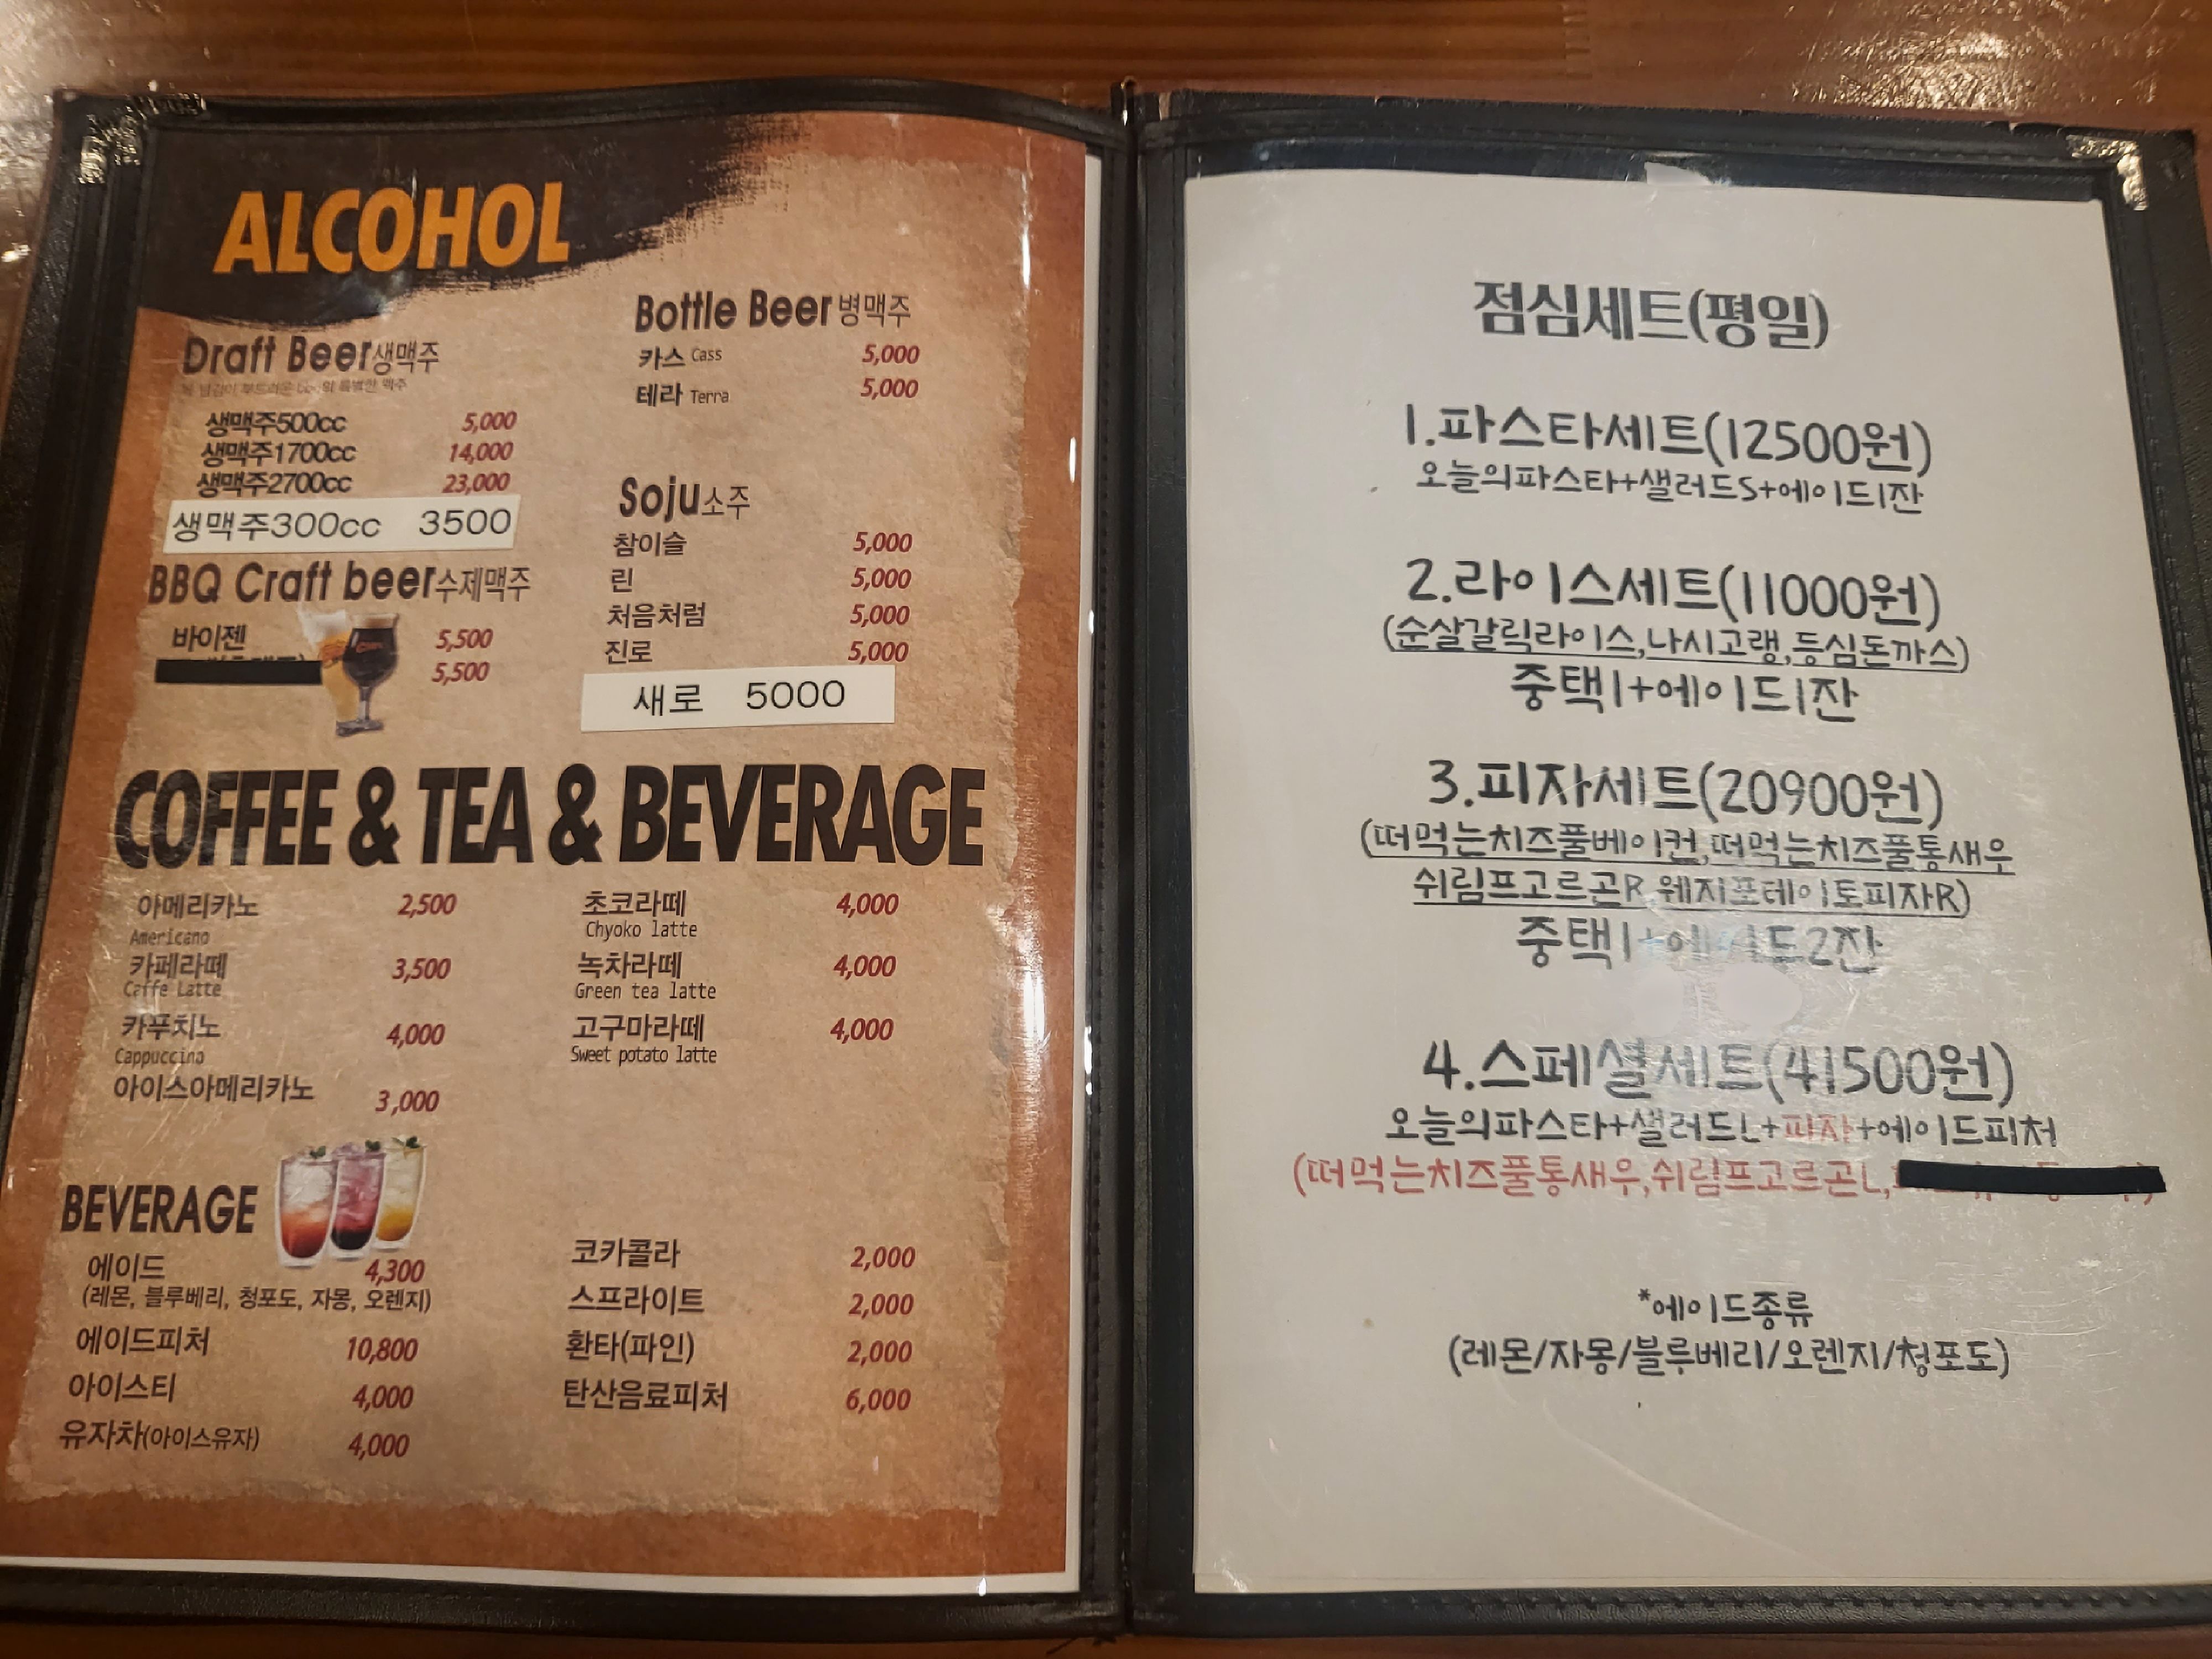 ALCOHOL
Draft Beer생맥주
생맥주500cc 5,000
생맥주1700cc 14,000
생맥주2700cc 23,000
생맥주300cc 3500
BBQ Craft beer수제맥주
바이젠 5,500
5,500
Bottle Beer 병맥주
카스 Cass 5,000
테라 Terra 5,000
Soju소주
참이슬 5,000
린 5,000
처음처럼 5,000
진로 5,000
새로 5000
COFFEE & TEA & BEVERAGE
아메리카노 2,500
Americano
카페라떼 3,500
Caffe Latte
카푸치노 4,000
Cappuccino
아이스아메리카노 3,000
초코라떼 4,000
Chyoko latte
녹차라떼 4,000
Green tea latte
고구마라떼 4,000
Sweet potato latte
BEVERAGE
에이드 4,300
(레몬, 블루베리, 청포도, 자몽, 오렌지)
에이드피처 10,800
아이스티 4,000
유자차(아이스유자) 4,000
코카콜라 2,000
스프라이트 2,000
환타(파인) 2,000
탄산음료피처 6,000
점심세트(평일)
1.파스타세트(12500원)
오늘의파스타+샐러드S+에이드1잔
2.라이스세트(11000원)
(순살갈릭라이스,나시고랭,등심돈까스)
중택1+에이드1잔
3.피자세트(20900원)
(떠먹는치즈풀베이컨,떠먹는치즈풀통새우
쉬림프고르곤R,웨지포테이토피자R)
중택1+에이드2잔
4.스페셜세트(41500원)
오늘의파스타+샐러드L+피자+에이드피처
(떠먹는치즈풀통새우,쉬림프고르곤L,
*에이드종류
(레몬/자몽/블루베리/오렌지/청포도)